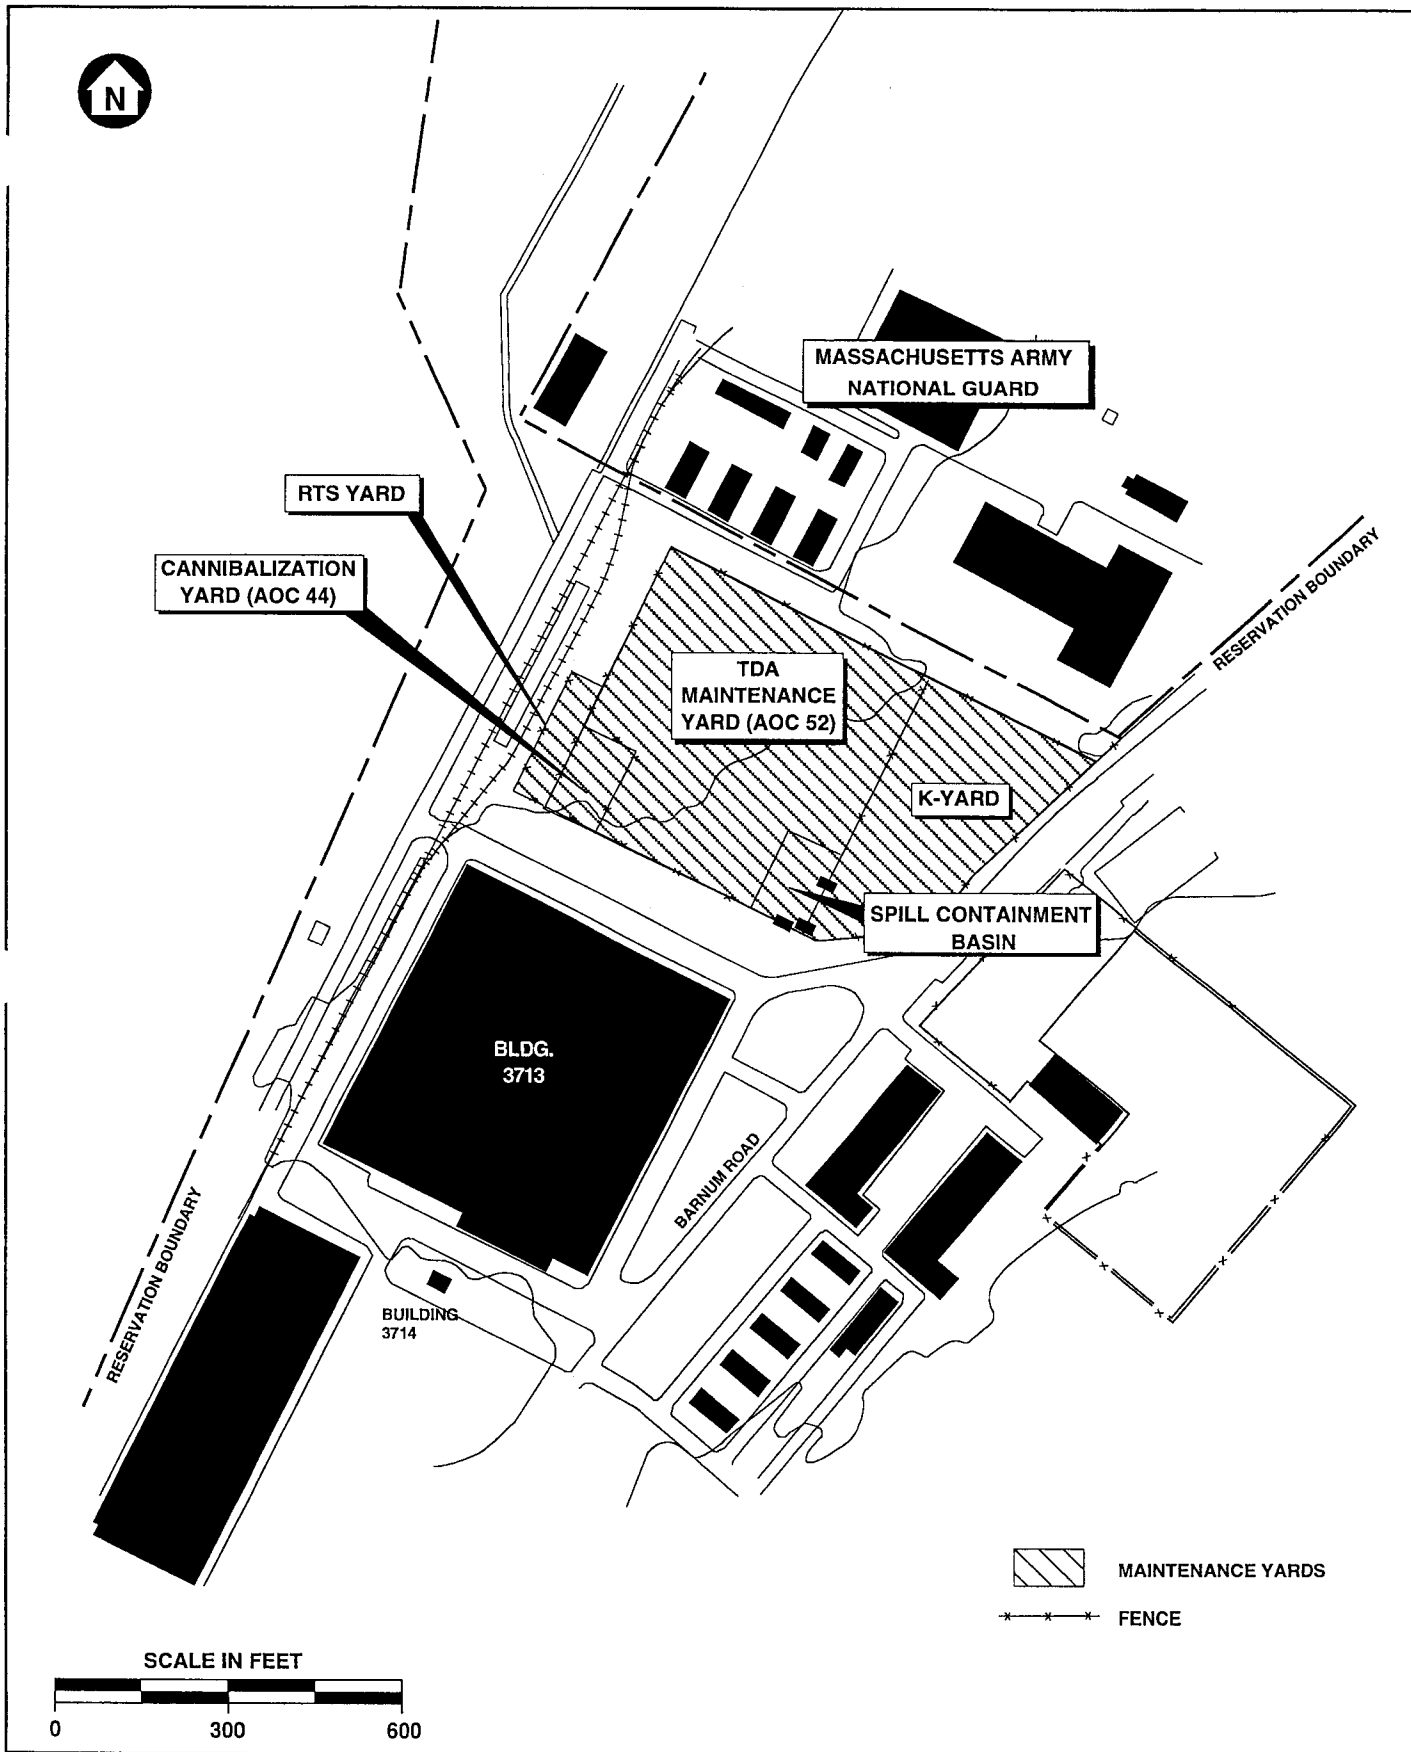 N
MASSACHUSETTS ARMY
NATIONAL GUARD
RTS YARD
CANNIBALIZATION
YARD (AOC 44)
RESERVATION BOUNDARY
TDA
MAINTENANCE
YARD (AOC 52)
K-YARD
SPILL CONTAINMENT
BASIN
BLDG.
3713
BARNUM ROAD
RESERVATION BOUNDARY
BUILDING
3714
MAINTENANCE YARDS
FENCE
SCALE IN FEET
0 300 600